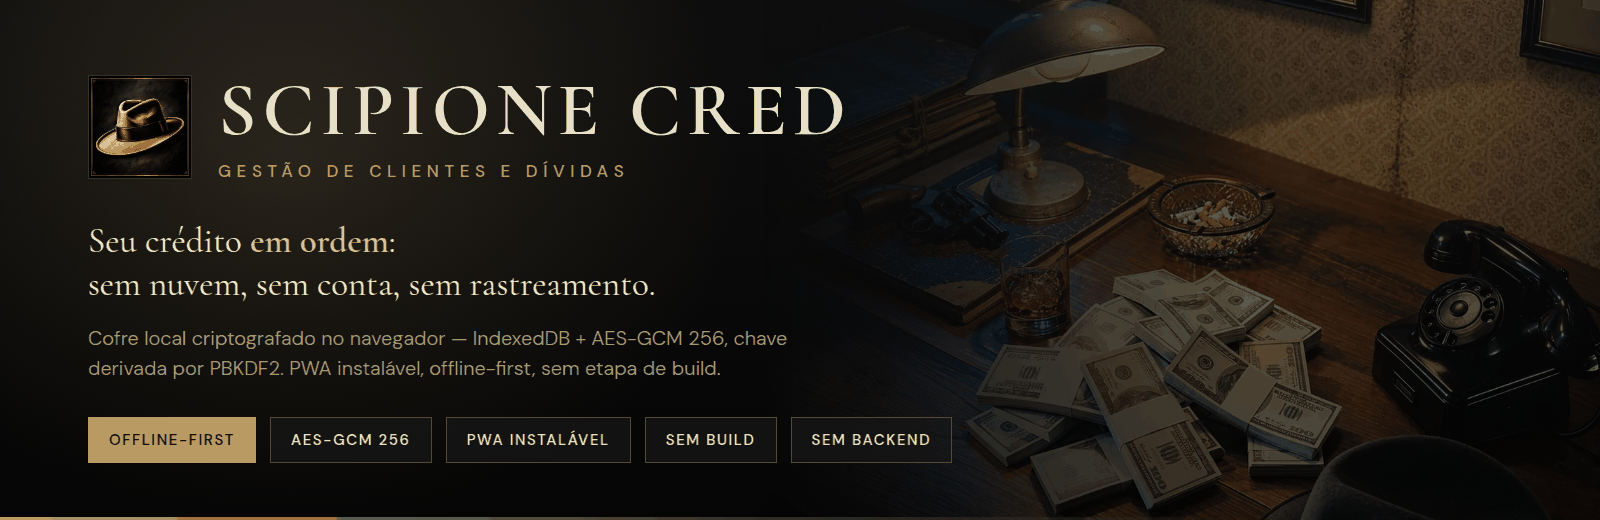 SCIPIONE CRED
GESTÃO DE CLIENTES E DÍVIDAS
Seu crédito em ordem:
sem nuvem, sem conta, sem rastreamento.
Cofre local criptografado no navegador — IndexedDB + AES-GCM 256, chave
derivada por PBKDF2. PWA instalável, offline-first, sem etapa de build.
OFFLINE-FIRST
AES-GCM 256
PWA INSTALÁVEL
SEM BUILD
SEM BACKEND